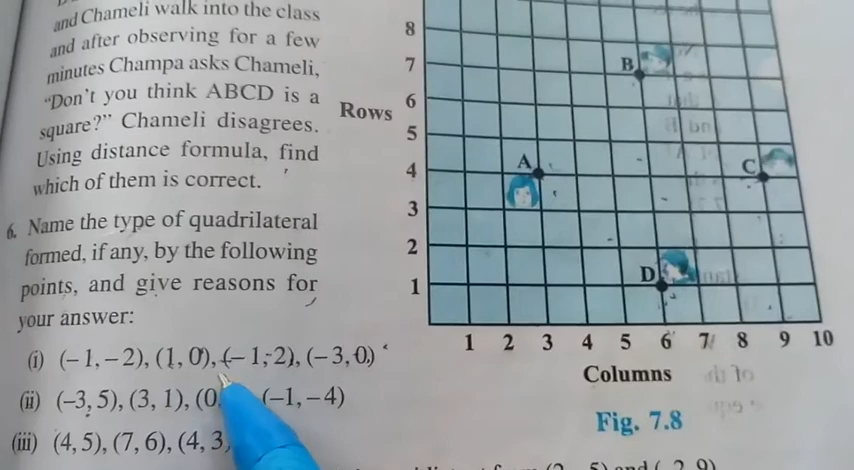 and Chameli walk into the class
and after observing for a few
minutes Champa asks Chameli,
"Don't you think ABCD is a
square?" Chameli disagrees.
Using distance formula, find
which of them is correct.
6. Name the type of quadrilateral
formed, if any, by the following
points, and give reasons for
your answer:
(i) (– 1, – 2), (1, 0), (– 1, 2), (– 3, 0)
(ii) (–3, 5), (3, 1), (0, (–1, – 4)
(iii) (4, 5), (7, 6), (4, 3,
Rows
8
7
6
5
4
3
2
1
A
B
C
D
1 2 3 4 5 6 7 8 9 10
Columns
Fig. 7.8